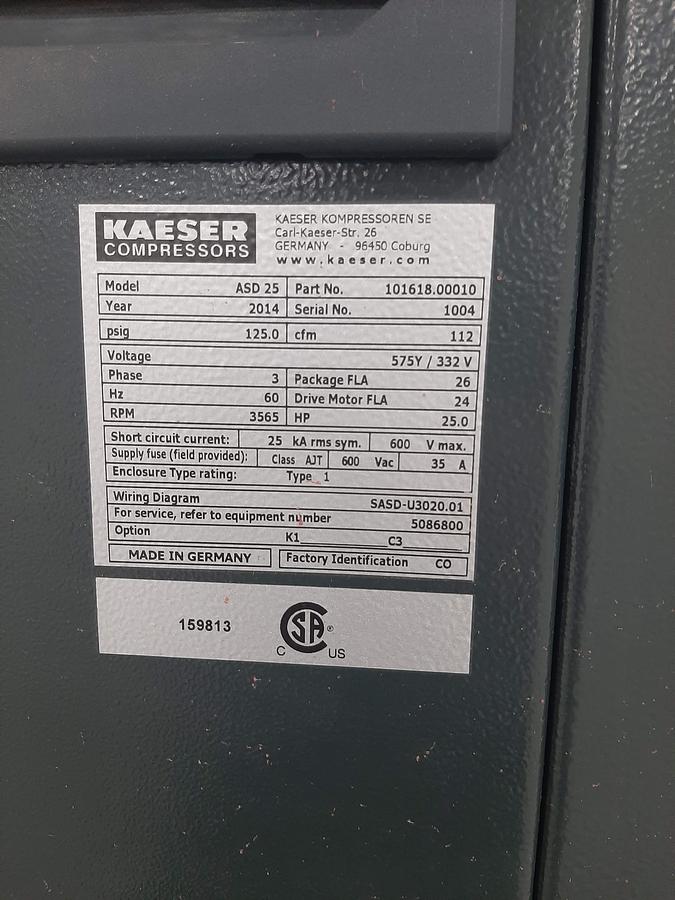 KAESER
COMPRESSORS
KAESER KOMPRESSOREN SE
Carl-Kaeser-Str. 26
GERMANY - 96450 Coburg
www.kaeser.com
Model ASD 25 Part No. 101618.00010
Year 2014 Serial No. 1004
psig 125.0 cfm 112
Voltage 575Y / 332 V
Phase 3 Package FLA 26
Hz 60 Drive Motor FLA 24
RPM 3565 HP 25.0
Short circuit current: 25 kA rms sym. 600 V max.
Supply fuse (field provided): Class AJT 600 Vac 35 A
Enclosure Type rating: Type 1
Wiring Diagram SASD-U3020.01
For service, refer to equipment number 5086800
Option K1 C3
MADE IN GERMANY Factory Identification CO
159813 SA ®
C US